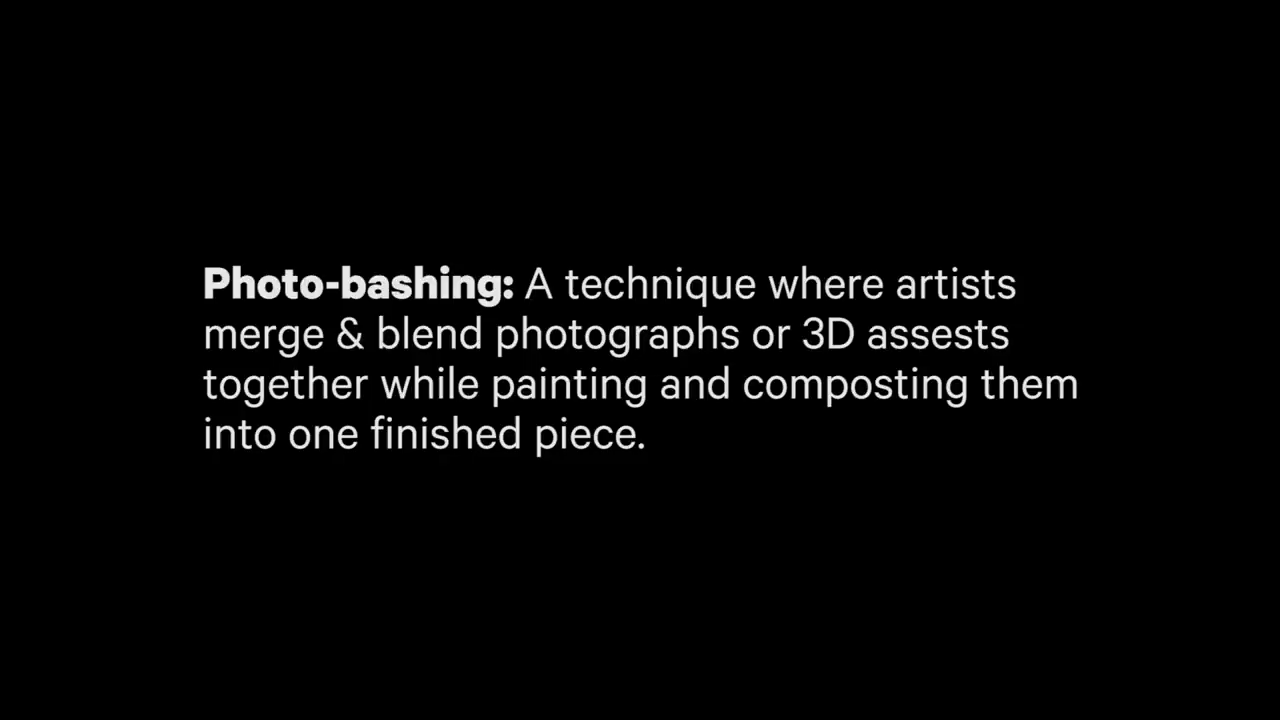 Photo-bashing: A technique where artists
merge & blend photographs or 3D assests
together while painting and composting them
into one finished piece.